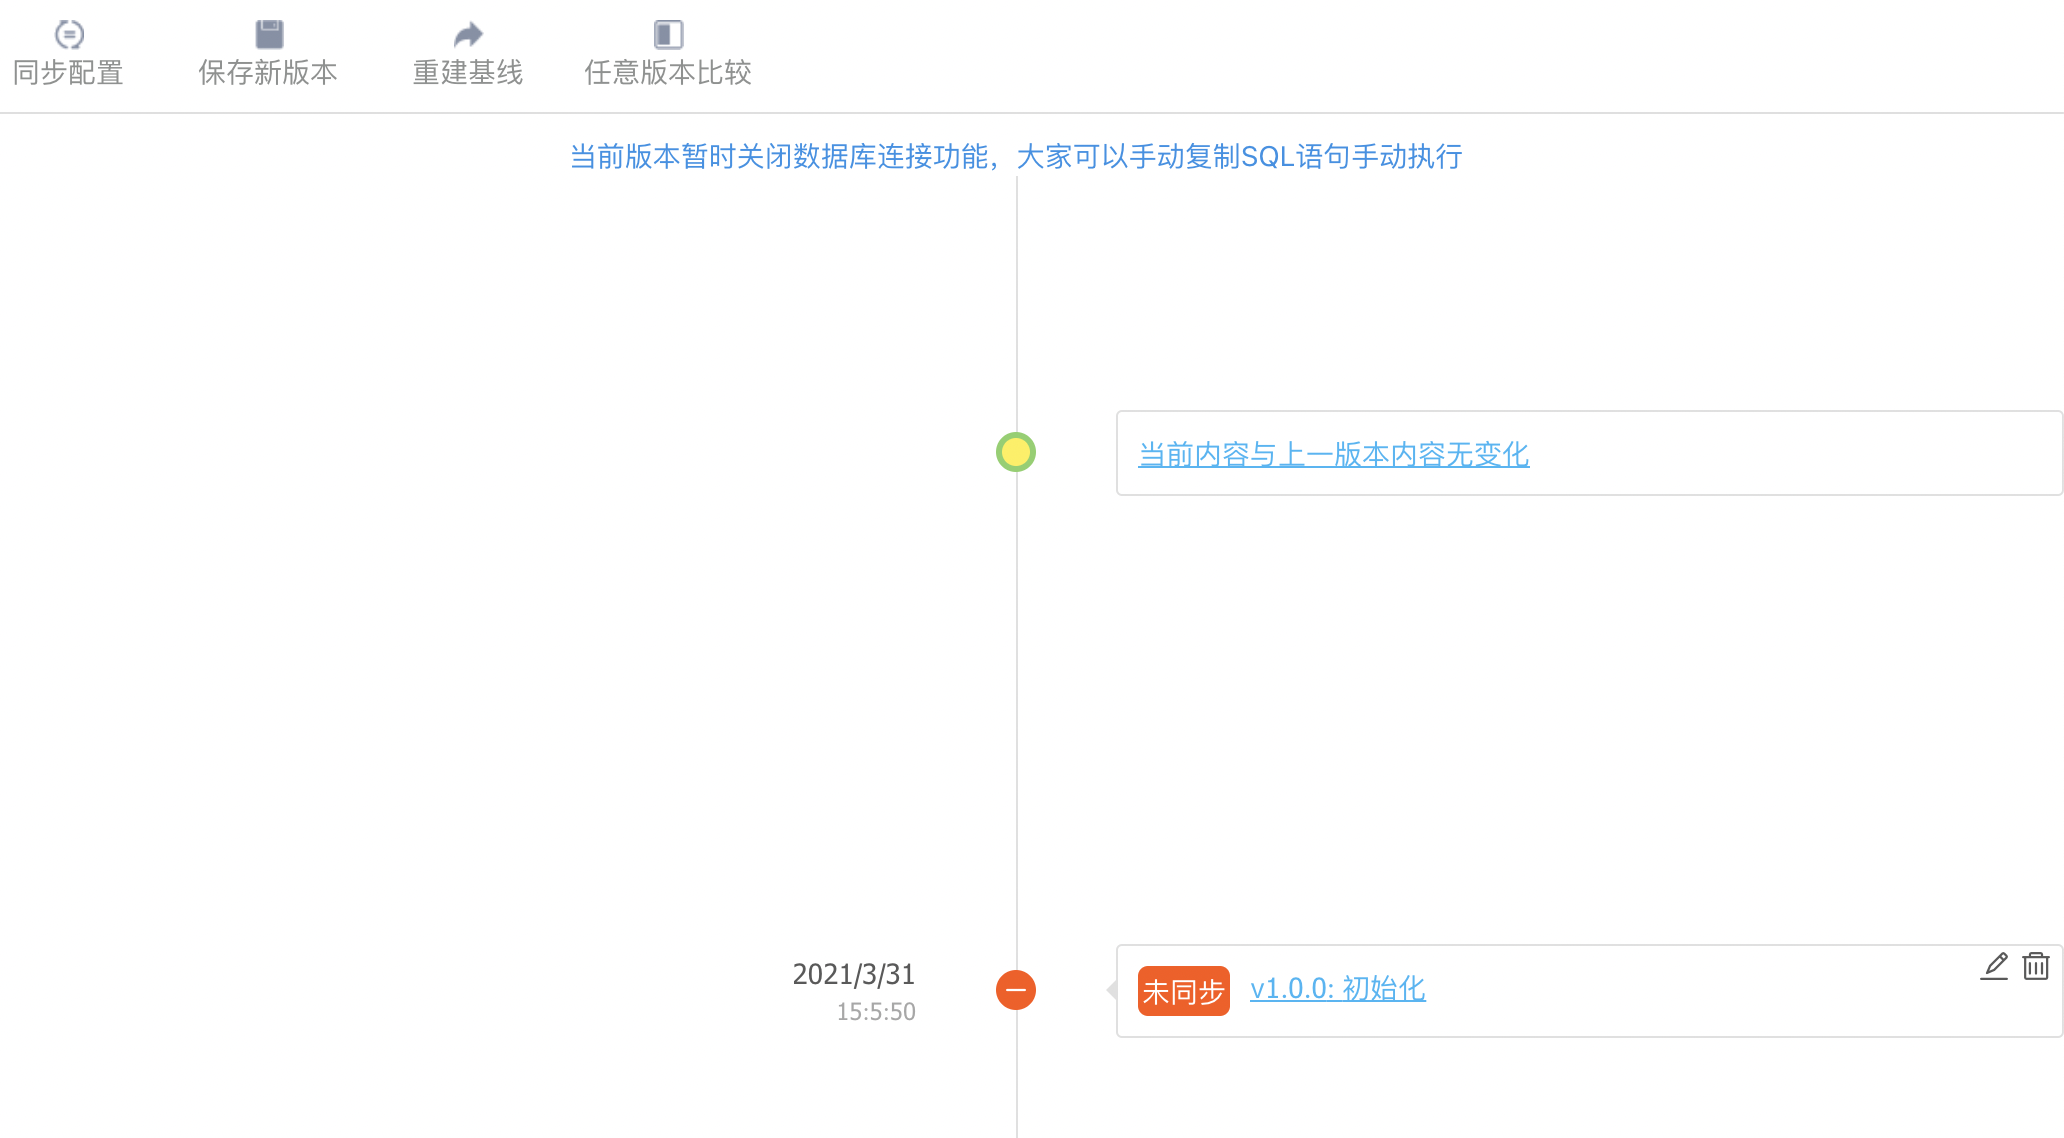 同步配置
保存新版本
重建基线
任意版本比较
当前版本暂时关闭数据库连接功能，大家可以手动复制SQL语句手动执行
当前内容与上一版本内容无变化
2021/3/31
15:5:50
未同步
v1.0.0: 初始化